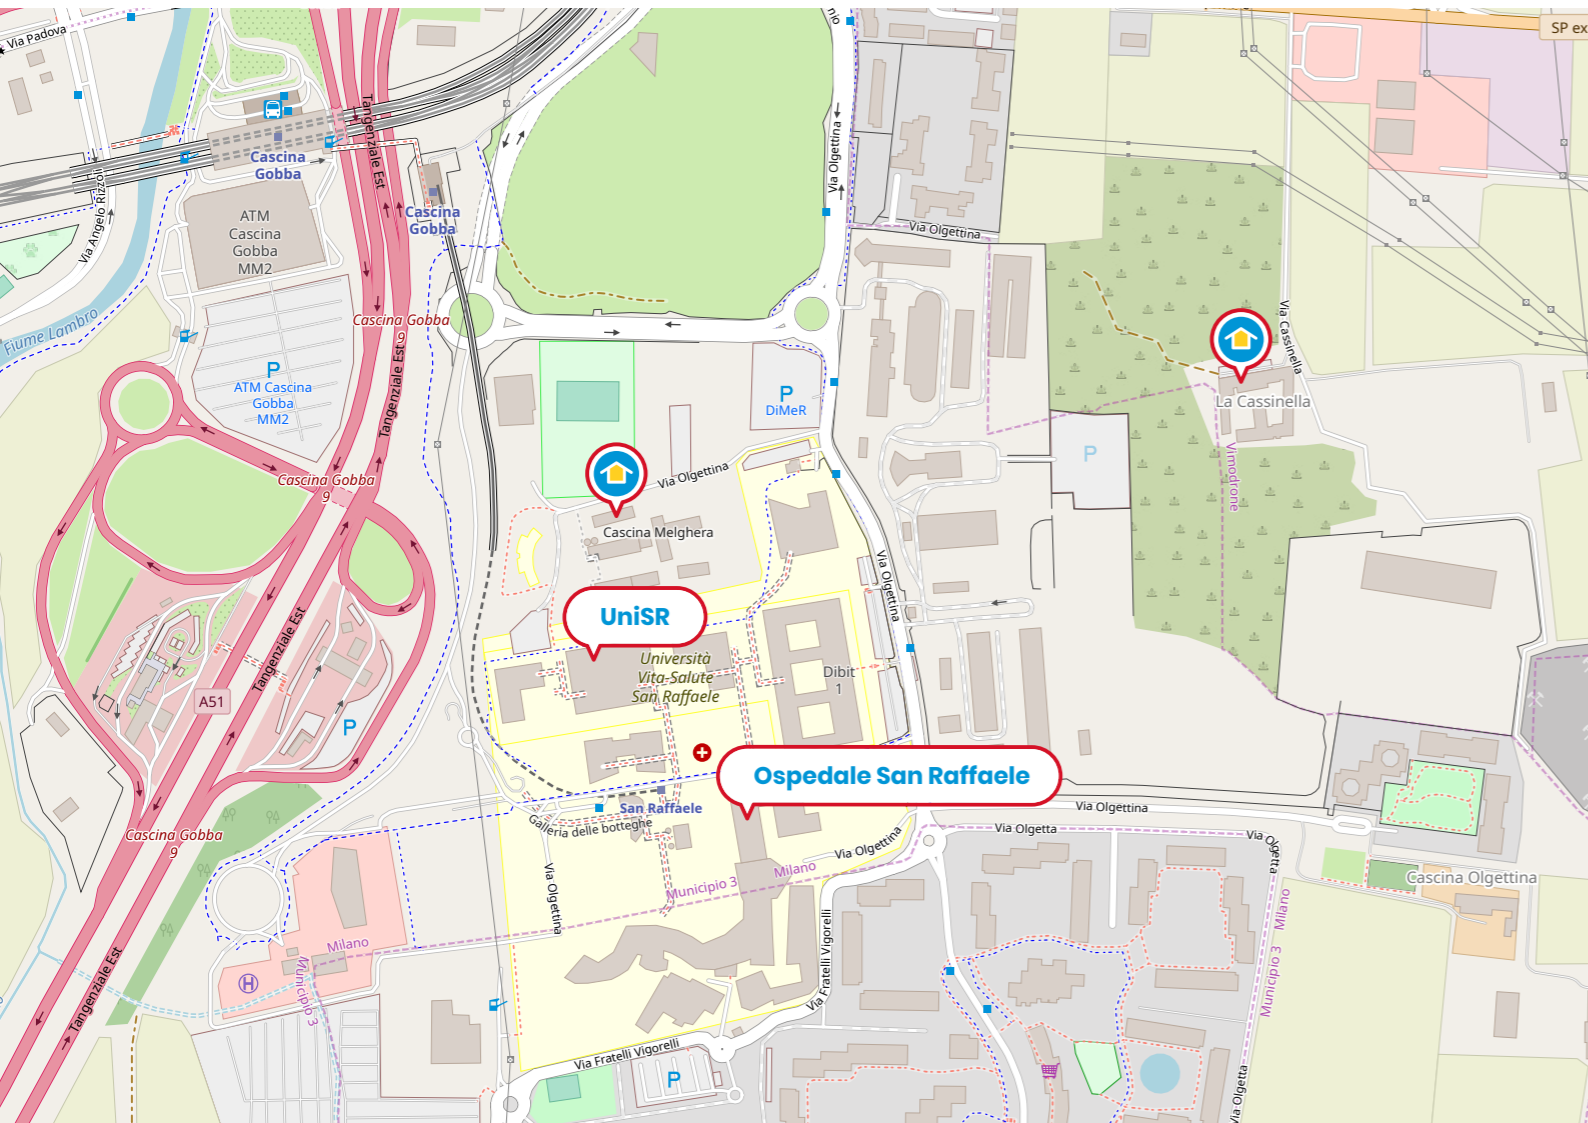 Via Padova
SP ex
Tangenziale Est
Via Olgettina
Cascina
Gobba
Via Angelo Rizzoli
Cascina
Gobba
ATM
Cascina
Gobba
MM2
Via Olgettina
Fiume Lambro
Cascina Gobba
9
Via Cassinella
Tangenziale Est
P
ATM Cascina
Gobba
MM2
P
DiMeR
La Cassinella
P
Via Olgettina
Cascina Gobba
9
Vimodrone
Cascina Melghera
Via Olgettina
UniSR
Tangenziale Est
Università
Vita-Salute
San Raffaele
Dibit
1
A51
P
Ospedale San Raffaele
San Raffaele
Galleria delle botteghe
Via Olgettina
Via Olgetta
Via Olgetta
Cascina Gobba
9
Via Olgettina
Via Olgettina
Municipio 3
Milano
Cascina Olgettina
Milano
Municipio 3
Milano
Municipio 3
H
Via Fratelli Vigorelli
Tangenziale Est
Via Fratelli Vigorelli
P
Via Olgetta